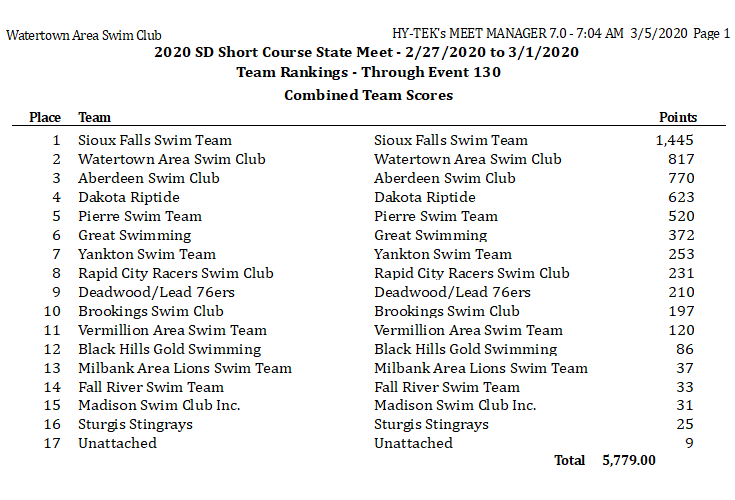 Watertown Area Swim Club HY-TEK's MEET MANAGER 7.0 - 7:04 AM 3/5/2020 Page 1
2020 SD Short Course State Meet - 2/27/2020 to 3/1/2020
Team Rankings - Through Event 130
Combined Team Scores
Place Team Points
1 Sioux Falls Swim Team Sioux Falls Swim Team 1,445
2 Watertown Area Swim Club Watertown Area Swim Club 817
3 Aberdeen Swim Club Aberdeen Swim Club 770
4 Dakota Riptide Dakota Riptide 623
5 Pierre Swim Team Pierre Swim Team 520
6 Great Swimming Great Swimming 372
7 Yankton Swim Team Yankton Swim Team 253
8 Rapid City Racers Swim Club Rapid City Racers Swim Club 231
9 Deadwood/Lead 76ers Deadwood/Lead 76ers 210
10 Brookings Swim Club Brookings Swim Club 197
11 Vermillion Area Swim Team Vermillion Area Swim Team 120
12 Black Hills Gold Swimming Black Hills Gold Swimming 86
13 Milbank Area Lions Swim Team Milbank Area Lions Swim Team 37
14 Fall River Swim Team Fall River Swim Team 33
15 Madison Swim Club Inc. Madison Swim Club Inc. 31
16 Sturgis Stingrays Sturgis Stingrays 25
17 Unattached Unattached 9
Total 5,779.00